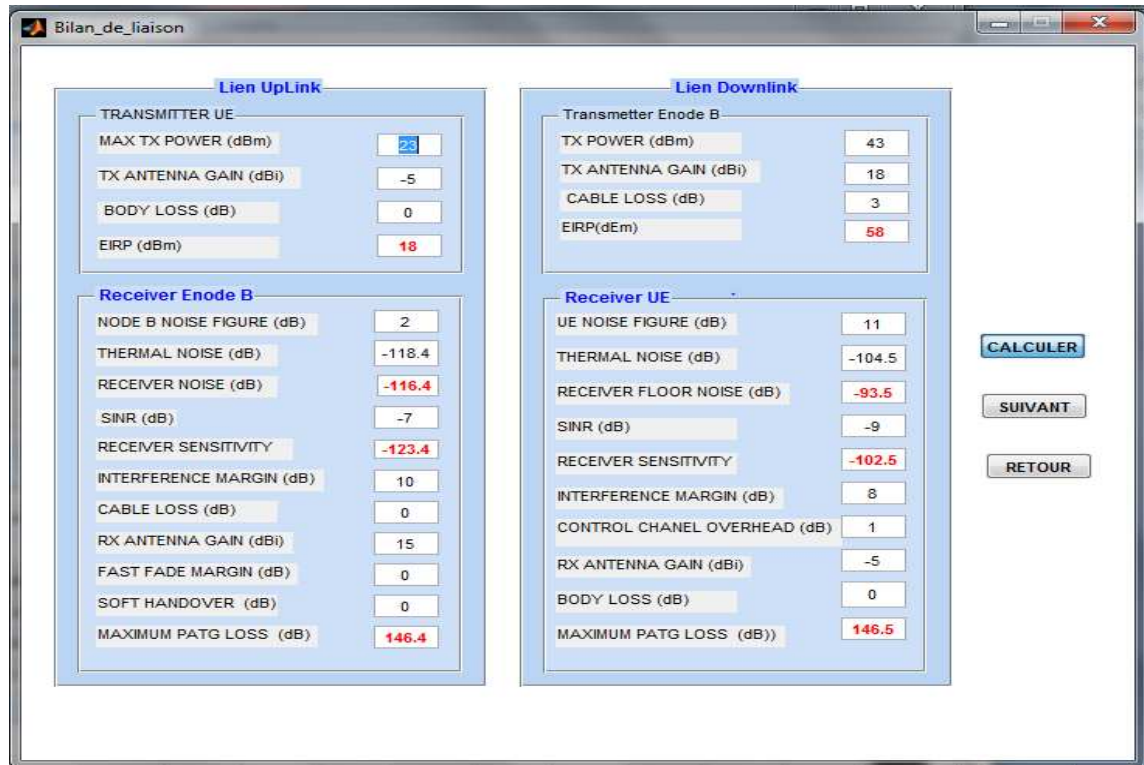 Bilan_de_liaison
Lien UpLink
TRANSMITTER UE
MAX TX POWER (dBm) 23
TX ANTENNA GAIN (dBi) -5
BODY LOSS (dB) 0
EIRP (dBm) 18
Receiver Enode B
NODE B NOISE FIGURE (dB) 2
THERMAL NOISE (dB) -118.4
RECEIVER NOISE (dB) -116.4
SINR (dB) -7
RECEIVER SENSITIVITY -123.4
INTERFERENCE MARGIN (dB) 10
CABLE LOSS (dB) 0
RX ANTENNA GAIN (dBi) 15
FAST FADE MARGIN (dB) 0
SOFT HANDOVER (dB) 0
MAXIMUM PATG LOSS (dB) 146.4
Lien Downlink
Transmetter Enode B
TX POWER (dBm) 43
TX ANTENNA GAIN (dBi) 18
CABLE LOSS (dB) 3
EIRP(dEm) 58
Receiver UE
UE NOISE FIGURE (dB) 11
THERMAL NOISE (dB) -104.5
RECEIVER FLOOR NOISE (dB) -93.5
SINR (dB) -9
RECEIVER SENSITIVITY -102.5
INTERFERENCE MARGIN (dB) 8
CONTROL CHANEL OVERHEAD (dB) 1
RX ANTENNA GAIN (dBi) -5
BODY LOSS (dB) 0
MAXIMUM PATG LOSS (dB)) 146.5
CALCULER
SUIVANT
RETOUR